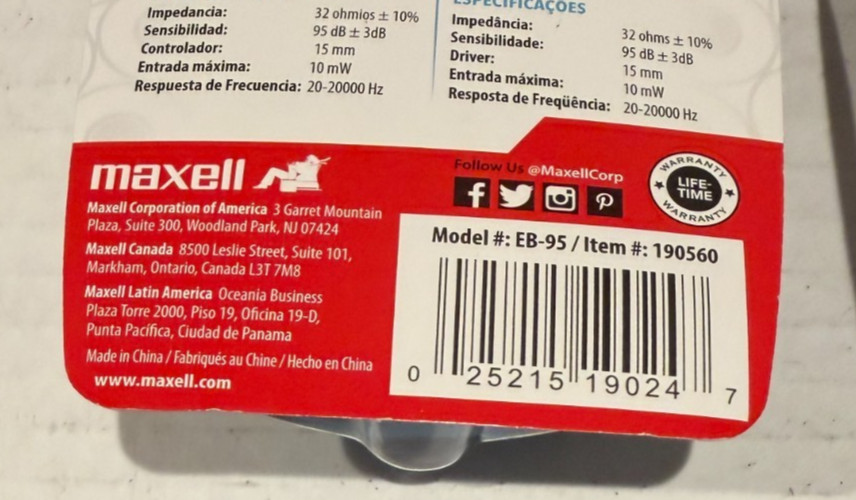 Impedancia: 32 ohmios ± 10%
Sensibilidad: 95 dB ± 3dB
Controlador: 15 mm
Entrada máxima: 10 mW
Respuesta de Frecuencia: 20-20000 Hz
ESPECIFICAÇÕES
Impedância: 32 ohms ± 10%
Sensibilidade: 95 dB ± 3dB
Driver: 15 mm
Entrada máxima: 10 mW
Resposta de Freqüência: 20-20000 Hz
maxell
Maxell Corporation of America 3 Garret Mountain
Plaza, Suite 300, Woodland Park, NJ 07424
Maxell Canada 8500 Leslie Street, Suite 101,
Markham, Ontario, Canada L3T 7M8
Maxell Latin America Oceania Business
Plaza Torre 2000, Piso 19, Oficina 19-D,
Punta Pacífica, Ciudad de Panama
Made in China / Fabriqués au Chine / Hecho en China
www.maxell.com
Follow Us @MaxellCorp
WARRANTY
LIFE-
TIME
WARRANTY
Model #: EB-95 / Item #: 190560
0 25215 19024 7